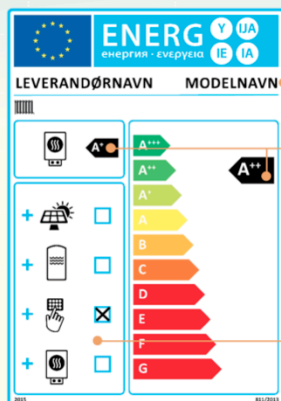 ENERG Y IJA
енергия · ενεργεια IE IA
LEVERANDØRNAVN MODELNAVN
A+
A+++
A++
A++
A+
A
B
C
D
E
F
G
+
+
+
+
2015 811/2013